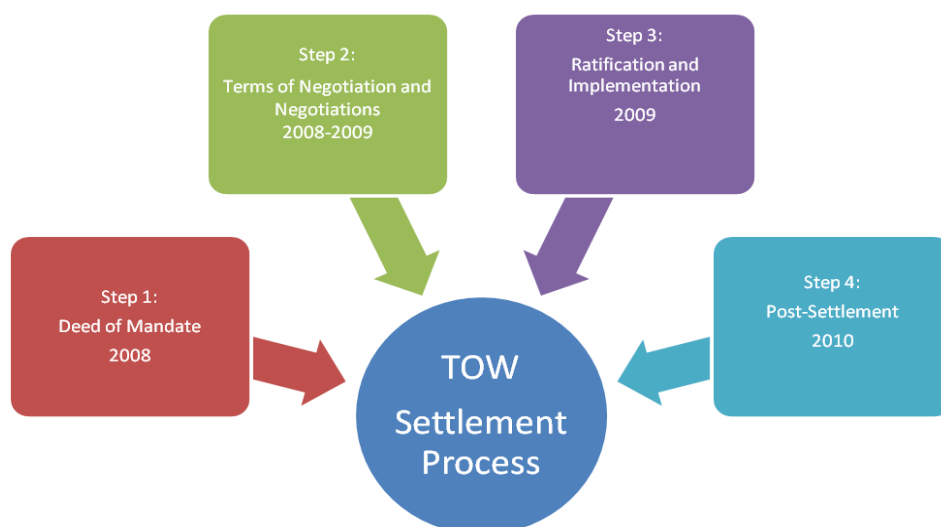 Step 1:
Deed of Mandate
2008
Step 2:
Terms of Negotiation and
Negotiations
2008-2009
Step 3:
Ratification and
Implementation
2009
Step 4:
Post-Settlement
2010
TOW
Settlement
Process